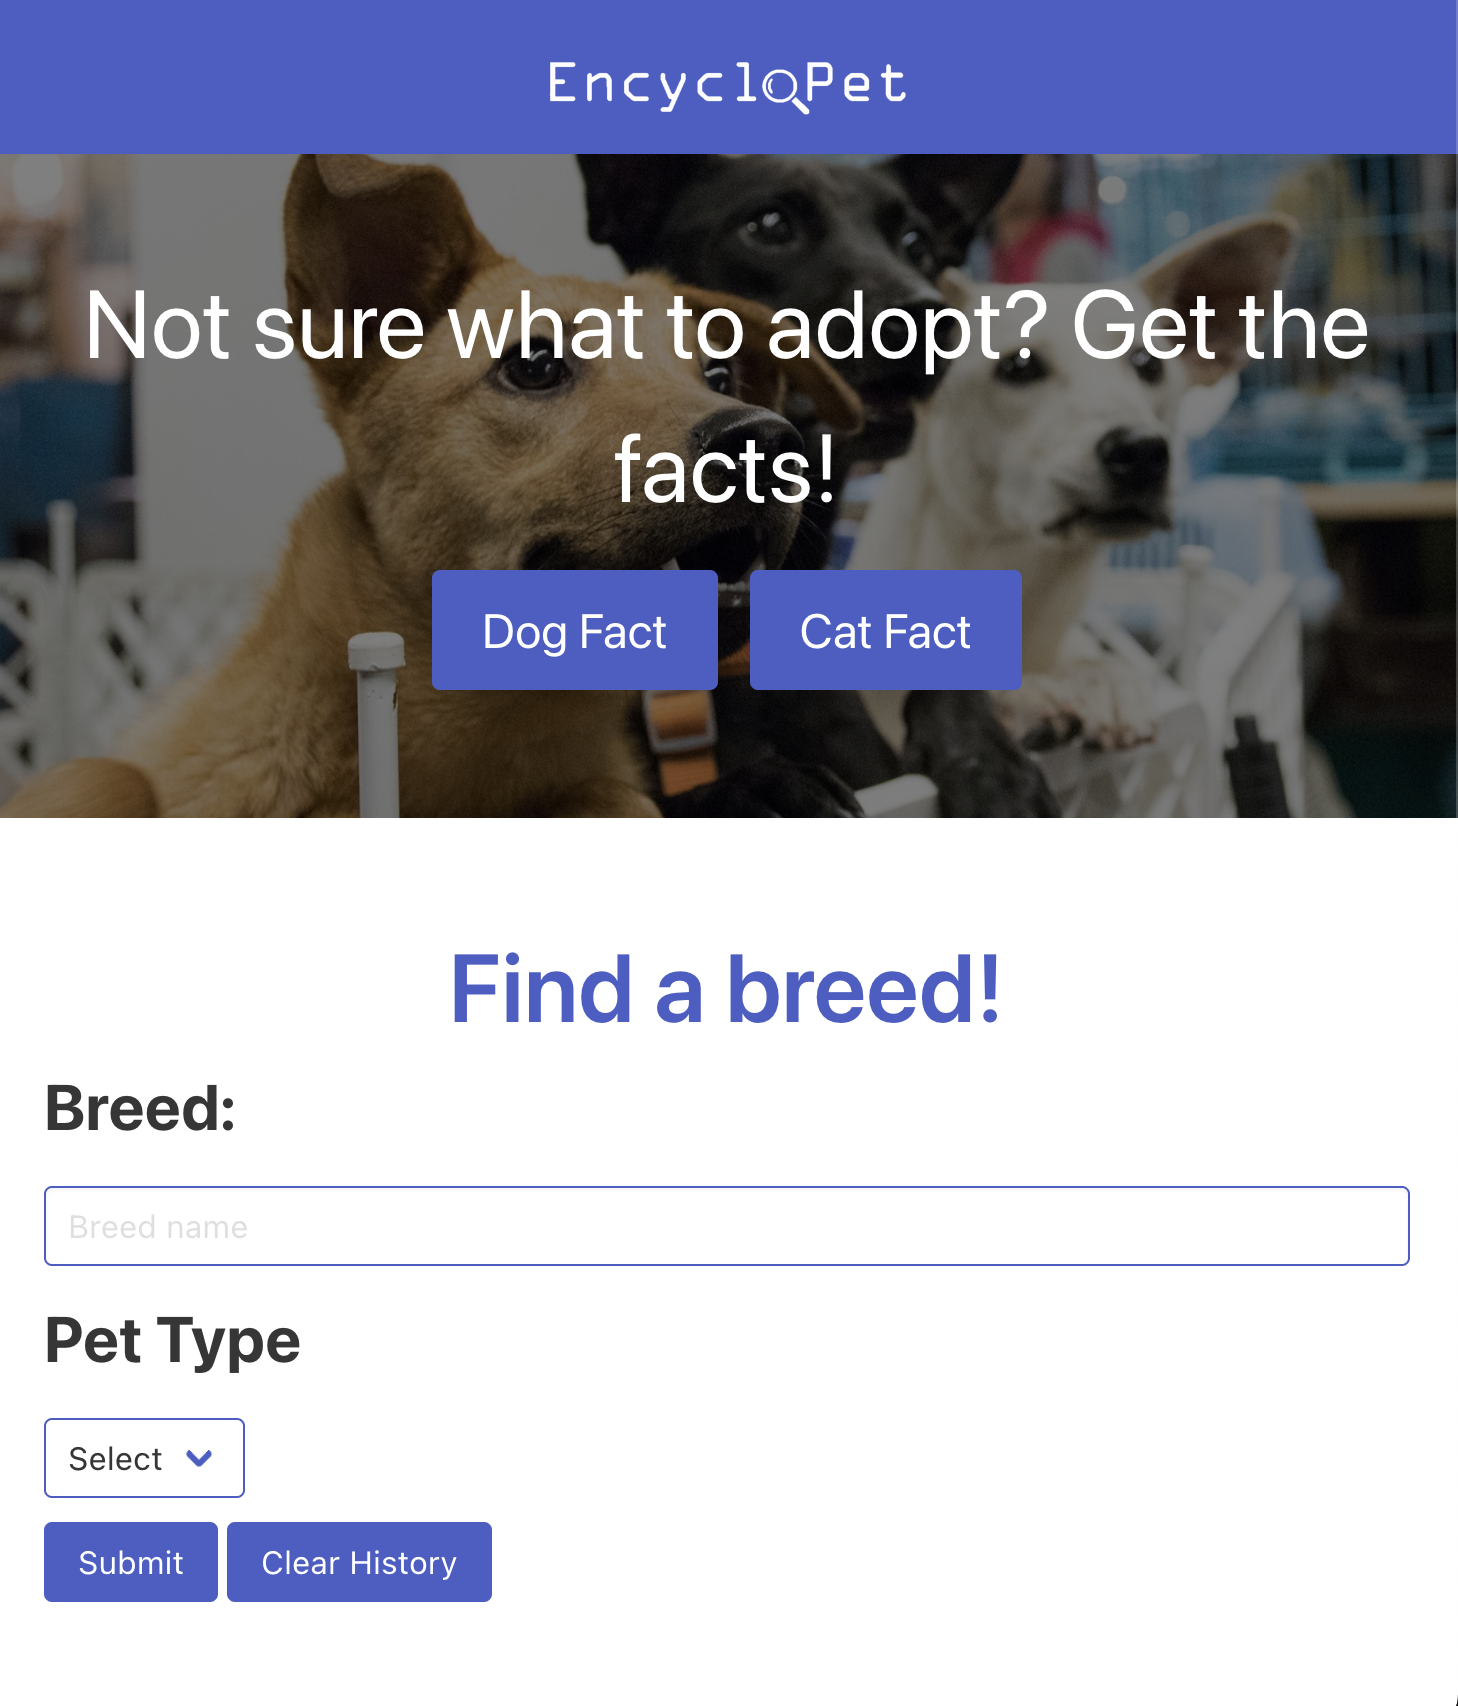 EncycloPet
Not sure what to adopt? Get the
facts!
Dog Fact
Cat Fact
Find a breed!
Breed:
Breed name
Pet Type
Select
Submit
Clear History